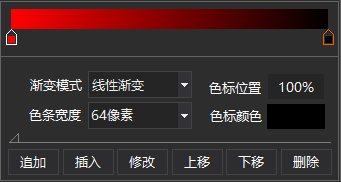 渐变模式 线性渐变 色标位置 100%
色条宽度 64像素 色标颜色
追加 插入 修改 上移 下移 删除